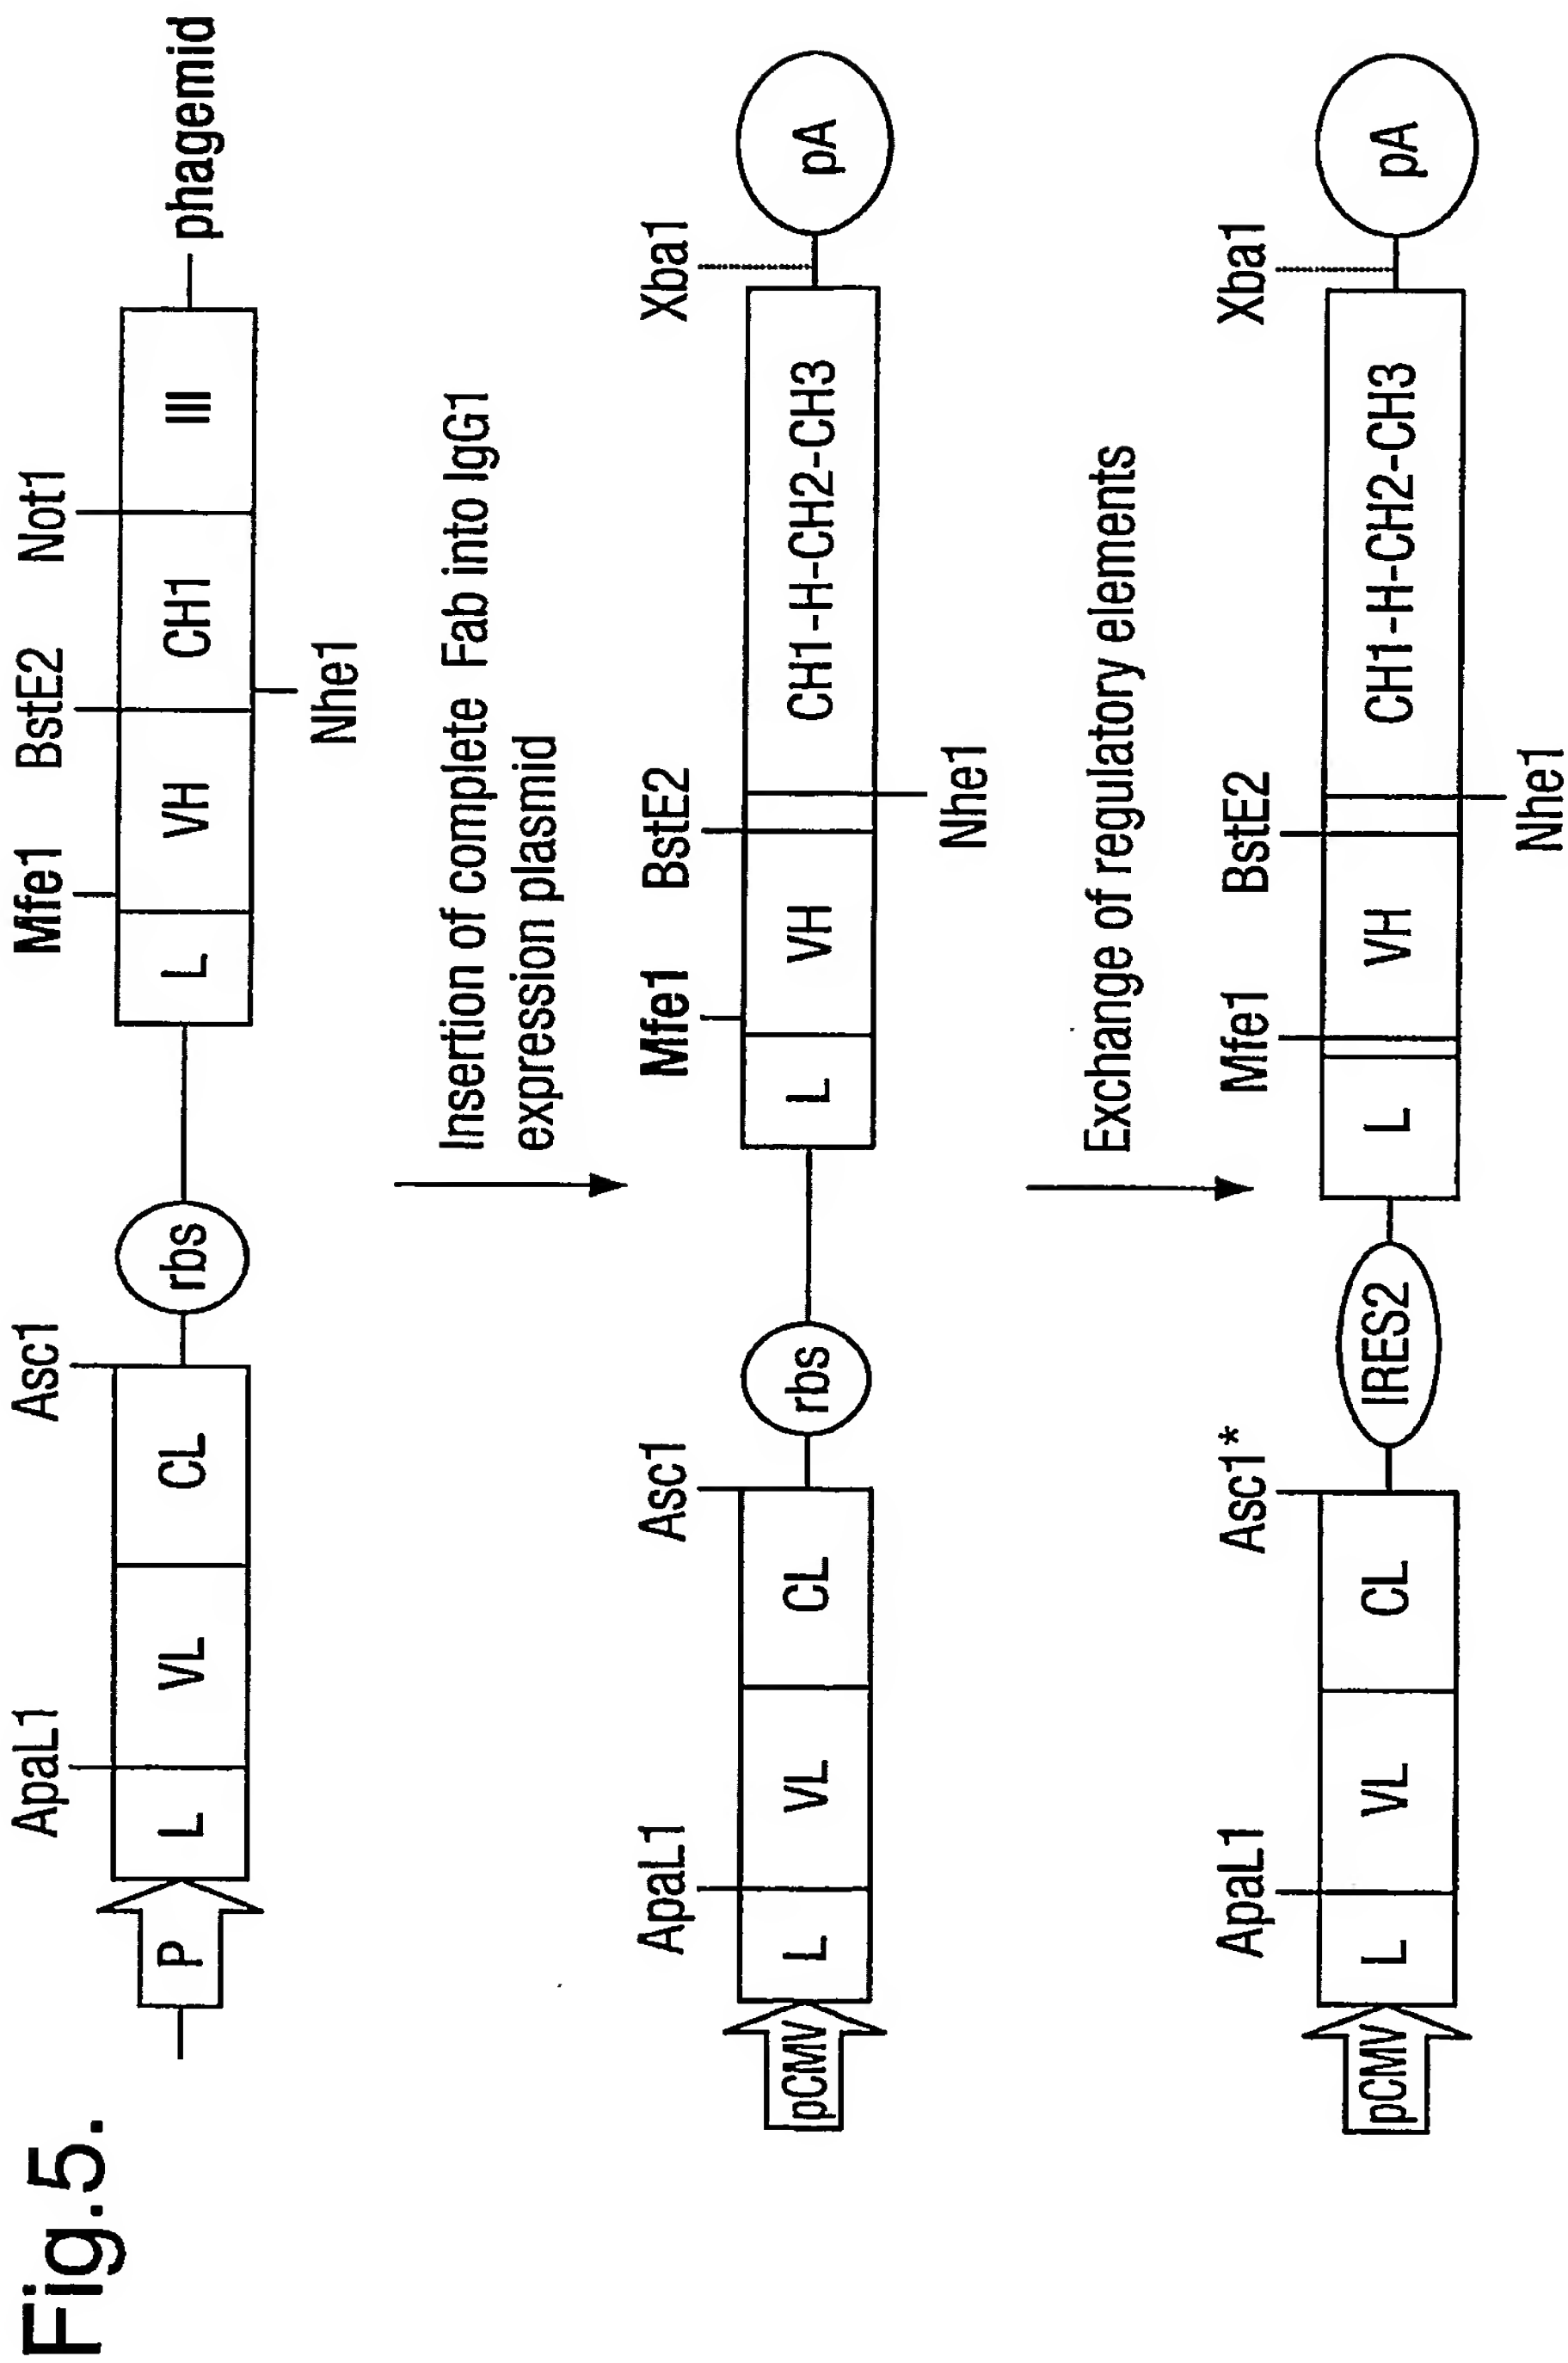 Fig.5.
ApaL1 Asc1 Mfe1 BstE2 Not1
P L VL CL rbs L VH CH1 III phagemid
Nhe1
Insertion of complete Fab into IgG1
expression plasmid
ApaL1 Asc1 Mfe1 BstE2 Xba1
pCMV L VL CL rbs L VH CH1-H-CH2-CH3 pA
Nhe1
Exchange of regulatory elements
ApaL1 Asc1* Mfe1 BstE2 Xba1
pCMV L VL CL IRES2 L VH CH1-H-CH2-CH3 pA
Nhe1